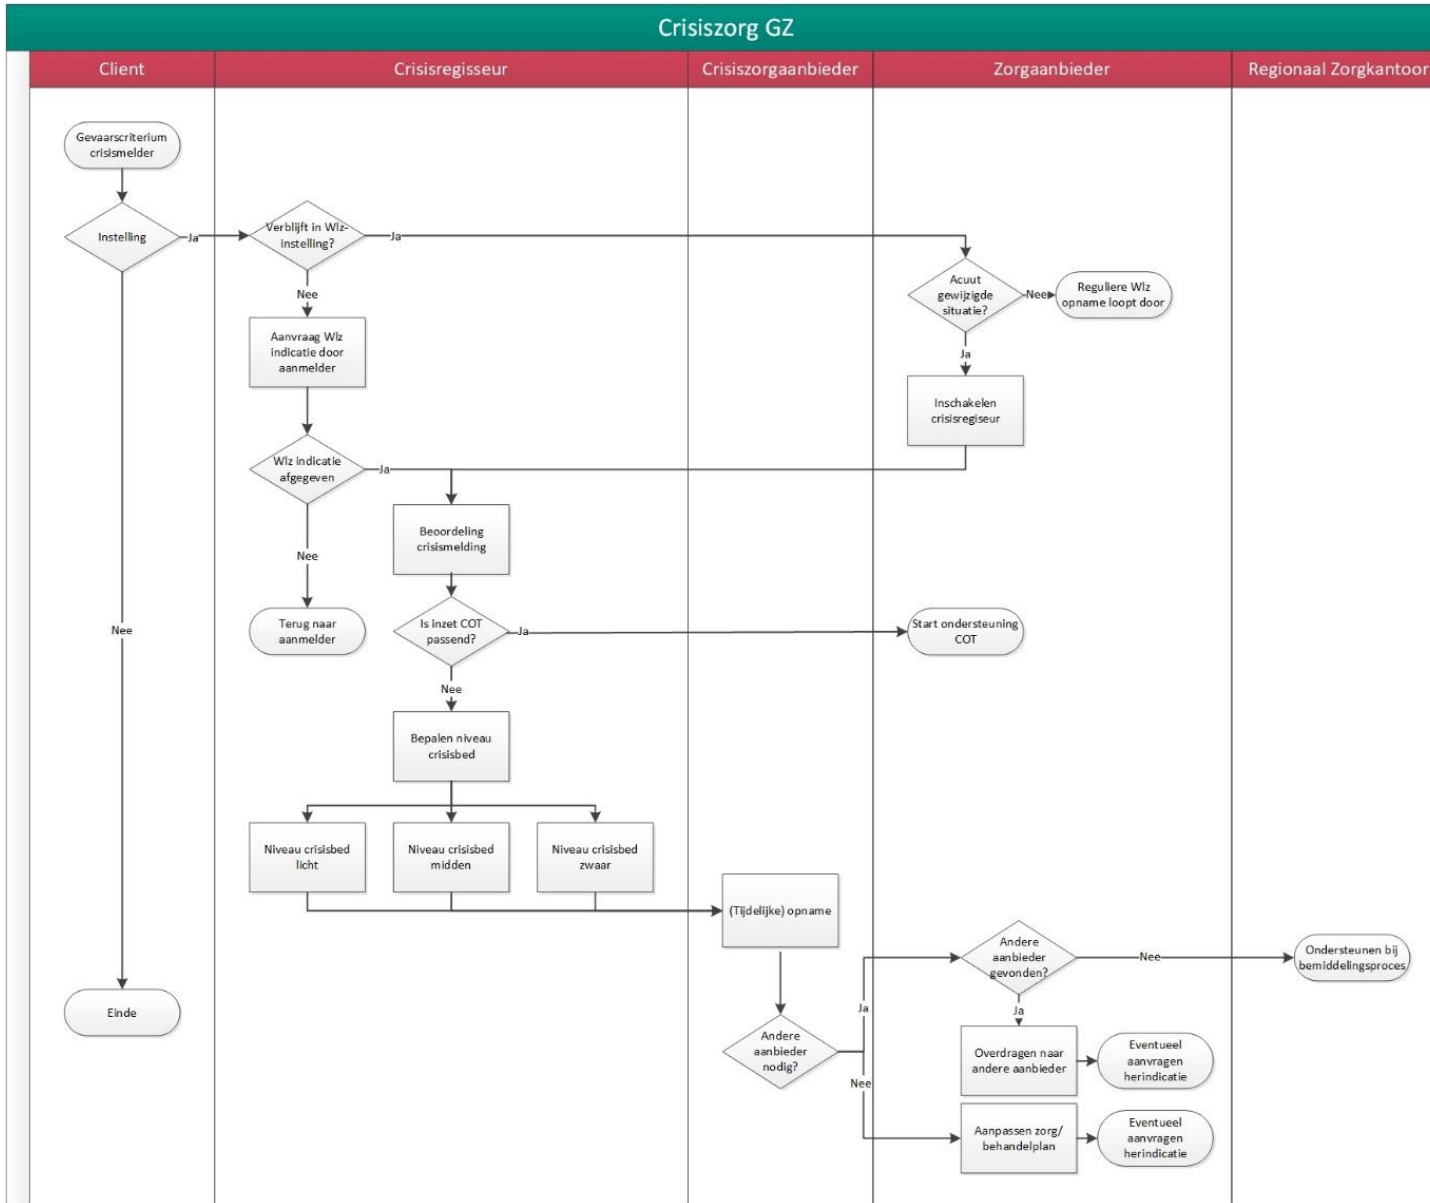 Crisiszorg GZ
Client
Crisisregisseur
Crisiszorgaanbieder
Zorgaanbieder
Regionaal Zorgkantoor
Gevaarscriterium
crisismelder
Instelling
Ja
Verblijft in Wlz-
instelling?
Ja
Nee
Acuut
gewijzigde
situatie?
Nee
Reguliere Wlz
opname loopt door
Ja
Aanvraag Wlz
indicatie door
aanmelder
Inschakelen
crisisregiseur
Wlz indicatie
afgegeven
Ja
Nee
Beoordeling
crisismelding
Terug naar
aanmelder
Nee
Is inzet COT
passend?
Ja
Start ondersteuning
COT
Nee
Bepalen niveau
crisisbed
Niveau crisisbed
licht
Niveau crisisbed
midden
Niveau crisisbed
zwaar
(Tijdelijke) opname
Andere
aanbieder
gevonden?
Nee
Ondersteunen bij
bemiddelingsproces
Ja
Ja
Einde
Andere
aanbieder
nodig?
Nee
Overdragen naar
andere aanbieder
Eventueel
aanvragen
herindicatie
Aanpassen zorg/
behandelplan
Eventueel
aanvragen
herindicatie